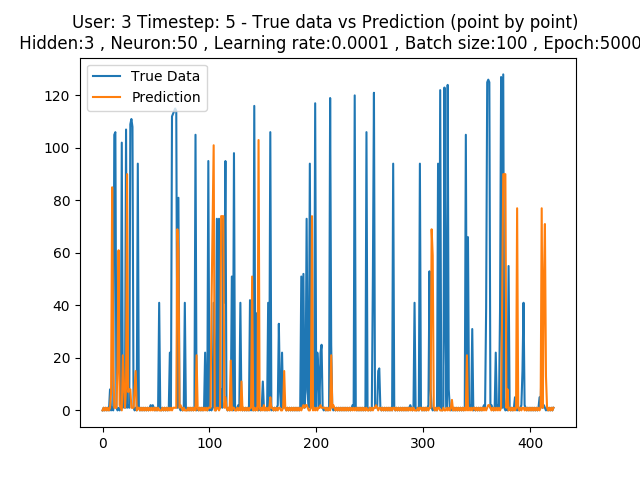 User: 3 Timestep: 5 - True data vs Prediction (point by point)
Hidden:3 , Neuron:50 , Learning rate:0.0001 , Batch size:100 , Epoch:5000
True Data
Prediction
120
100
80
60
40
20
0
0 100 200 300 400